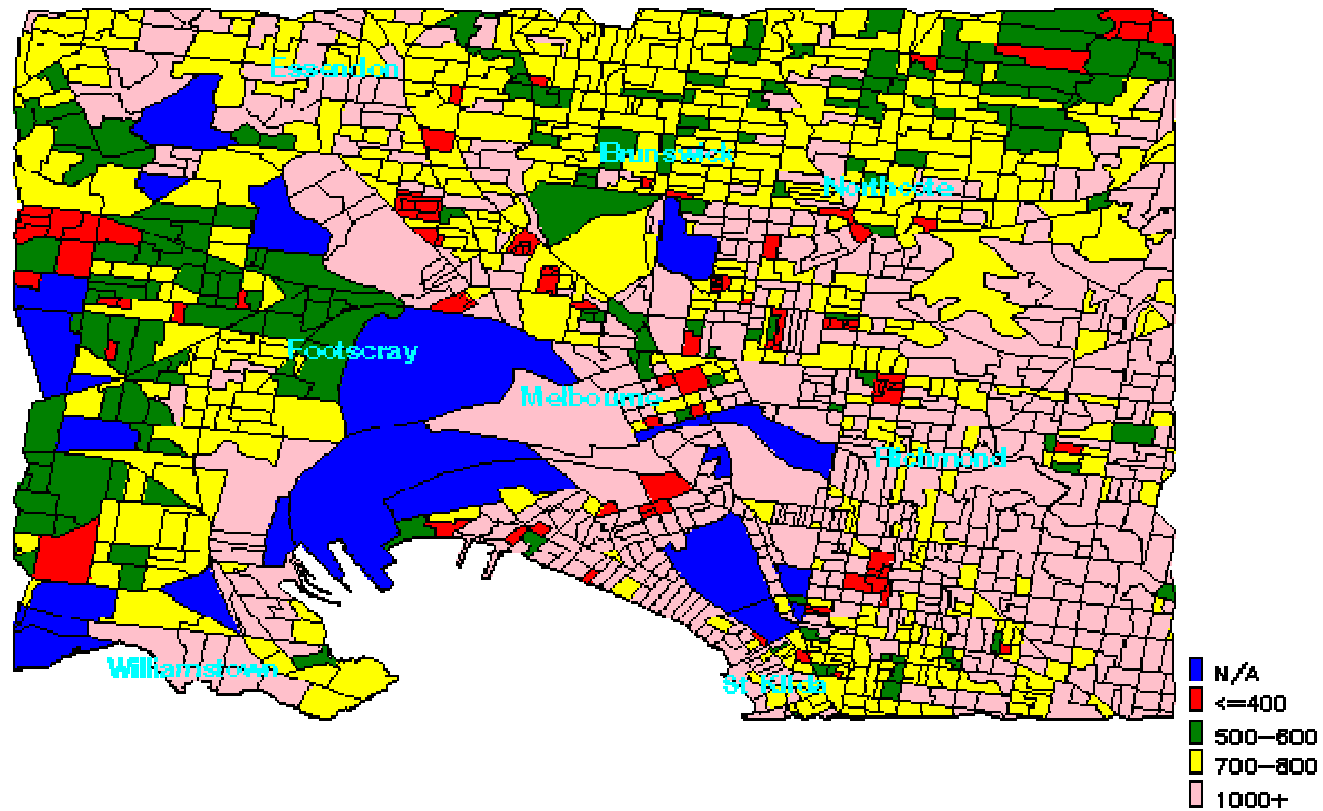 Essendon
Brunswick
Northcote
Footscray
Melbourne
Richmond
Williamstown
St Kilda
N/A
<=400
500-600
700-800
1000+